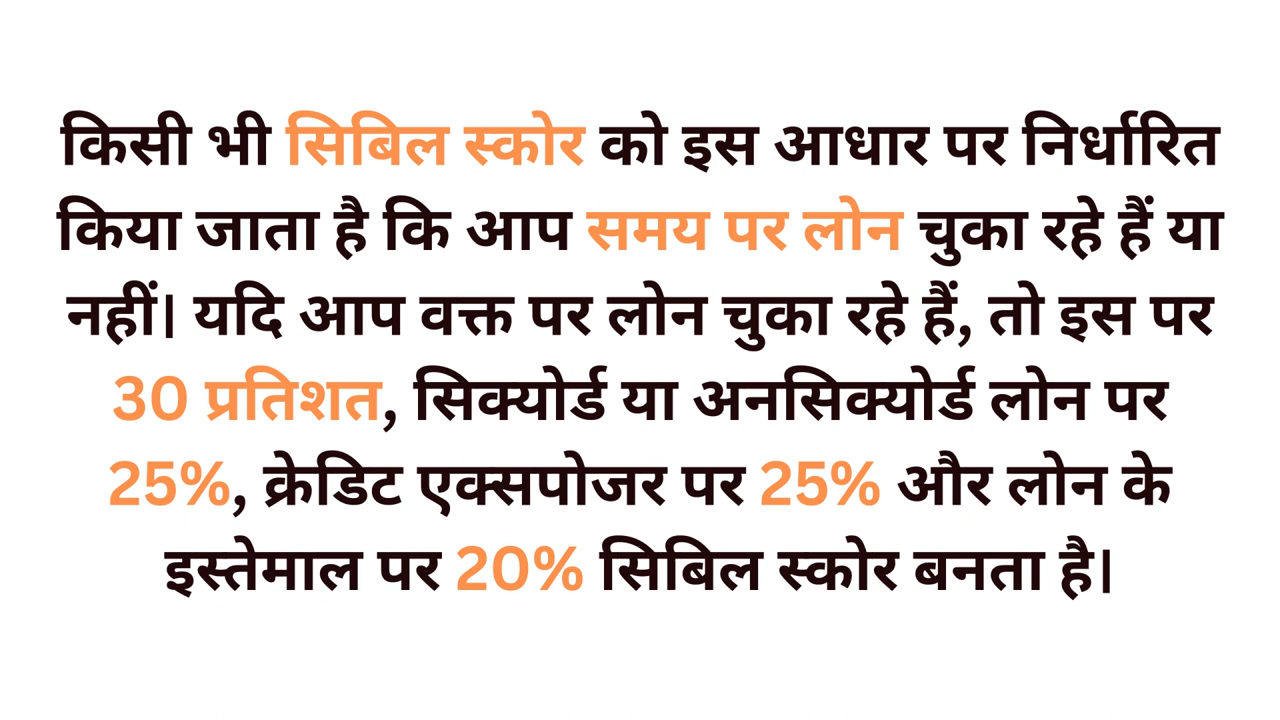 किसी भी सिबिल स्कोर को इस आधार पर निर्धारित
किया जाता है कि आप समय पर लोन चुका रहे हैं या
नहीं। यदि आप वक्त पर लोन चुका रहे हैं, तो इस पर
30 प्रतिशत, सिक्योर्ड या अनसिक्योर्ड लोन पर
25%, क्रेडिट एक्सपोजर पर 25% और लोन के
इस्तेमाल पर 20% सिबिल स्कोर बनता है।